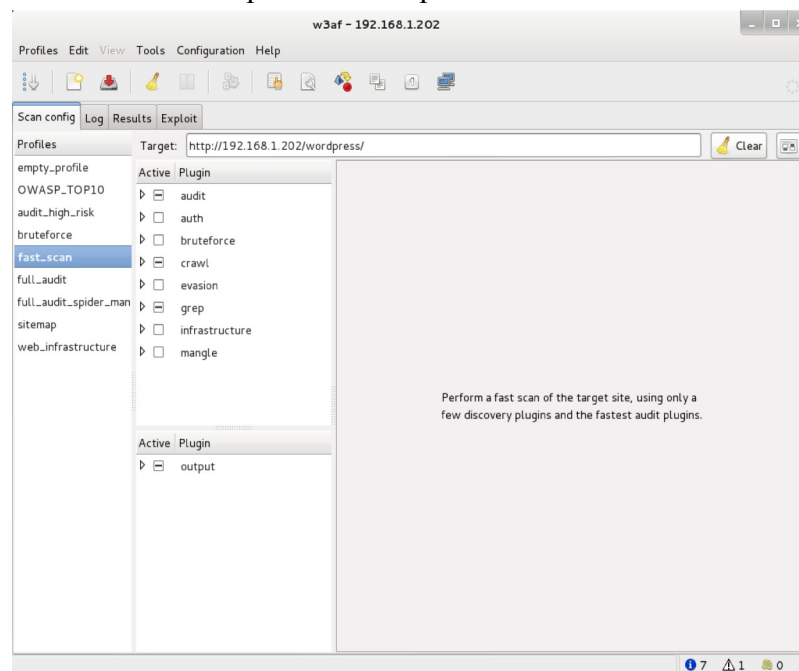 w3af - 192.168.1.202
Profiles Edit View Tools Configuration Help
Scan config Log Results Exploit
Profiles
Target: http://192.168.1.202/wordpress/ Clear
empty_profile
OWASP_TOP10
audit_high_risk
bruteforce
fast_scan
full_audit
full_audit_spider_man
sitemap
web_infrastructure
Active Plugin
audit
auth
bruteforce
crawl
evasion
grep
infrastructure
mangle
Active Plugin
output
Perform a fast scan of the target site, using only a
few discovery plugins and the fastest audit plugins.
7 1 0